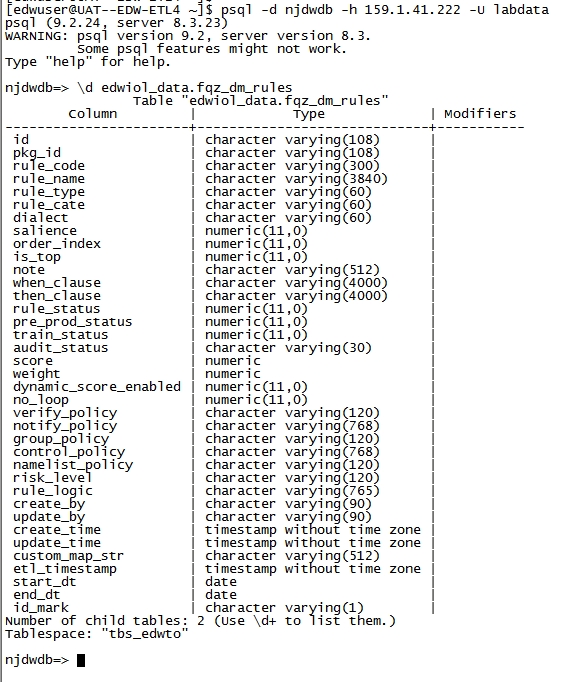 [edwuser@UAT--EDW-ETL4 ~]$ psql -d njdwdb -h 159.1.41.222 -U labdata
psql (9.2.24, server 8.3.23)
WARNING: psql version 9.2, server version 8.3.
         Some psql features might not work.
Type "help" for help.

njdwdb=> \d edwiol_data.fqz_dm_rules
                Table "edwiol_data.fqz_dm_rules"
        Column         |            Type             | Modifiers
-----------------------+-----------------------------+-----------
 id                    | character varying(108)      |
 pkg_id                | character varying(108)      |
 rule_code             | character varying(300)      |
 rule_name             | character varying(3840)     |
 rule_type             | character varying(60)       |
 rule_cate             | character varying(60)       |
 dialect               | character varying(60)       |
 salience              | numeric(11,0)               |
 order_index           | numeric(11,0)               |
 is_top                | numeric(11,0)               |
 note                  | character varying(512)      |
 when_clause           | character varying(4000)     |
 then_clause           | character varying(4000)     |
 rule_status           | numeric(11,0)               |
 pre_prod_status       | numeric(11,0)               |
 train_status          | numeric(11,0)               |
 audit_status          | character varying(30)       |
 score                 | numeric                     |
 weight                | numeric                     |
 dynamic_score_enabled | numeric(11,0)               |
 no_loop               | numeric(11,0)               |
 verify_policy         | character varying(120)      |
 notify_policy         | character varying(768)      |
 group_policy          | character varying(120)      |
 control_policy        | character varying(768)      |
 namelist_policy       | character varying(120)      |
 risk_level            | character varying(120)      |
 rule_logic            | character varying(765)      |
 create_by             | character varying(90)       |
 update_by             | character varying(90)       |
 create_time           | timestamp without time zone |
 update_time           | timestamp without time zone |
 custom_map_str        | character varying(512)      |
 etl_timestamp         | timestamp without time zone |
 start_dt              | date                        |
 end_dt                | date                        |
 id_mark               | character varying(1)        |
Number of child tables: 2 (Use \d+ to list them.)
Tablespace: "tbs_edwto"

njdwdb=>